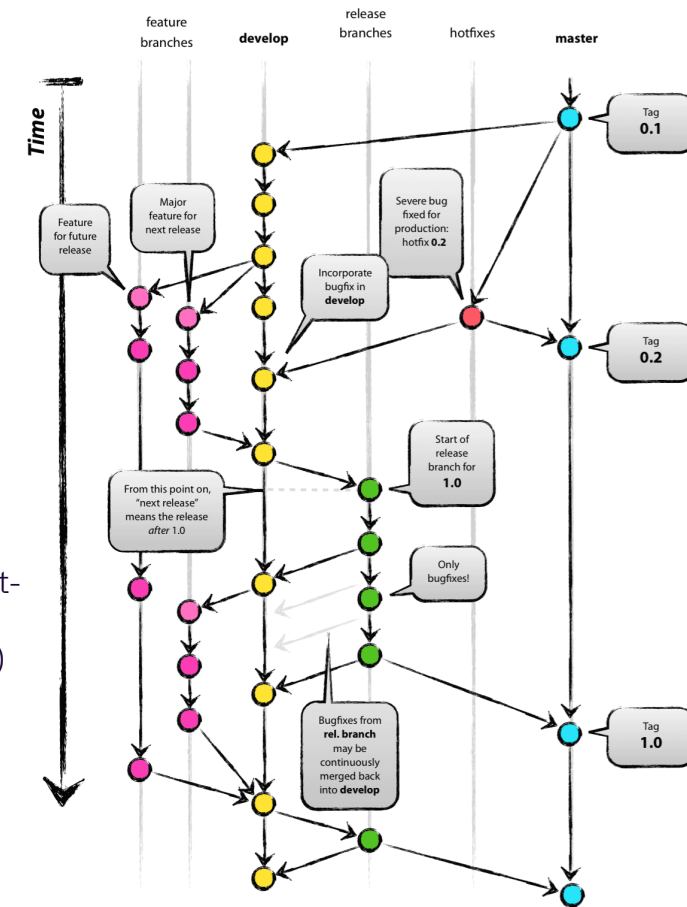 feature
branches
develop
release
branches
hotfixes
master
Time
Tag
0.1
Feature
for future
release
Major
feature for
next release
Severe bug
fixed for
production:
hotfix 0.2
Incorporate
bugfix in
develop
Tag
0.2
Start of
release
branch for
1.0
From this point on,
“next release”
means the release
after 1.0
Only
bugfixes!
t-
)
Bugfixes from
rel. branch
may be
continuously
merged back
into develop
Tag
1.0